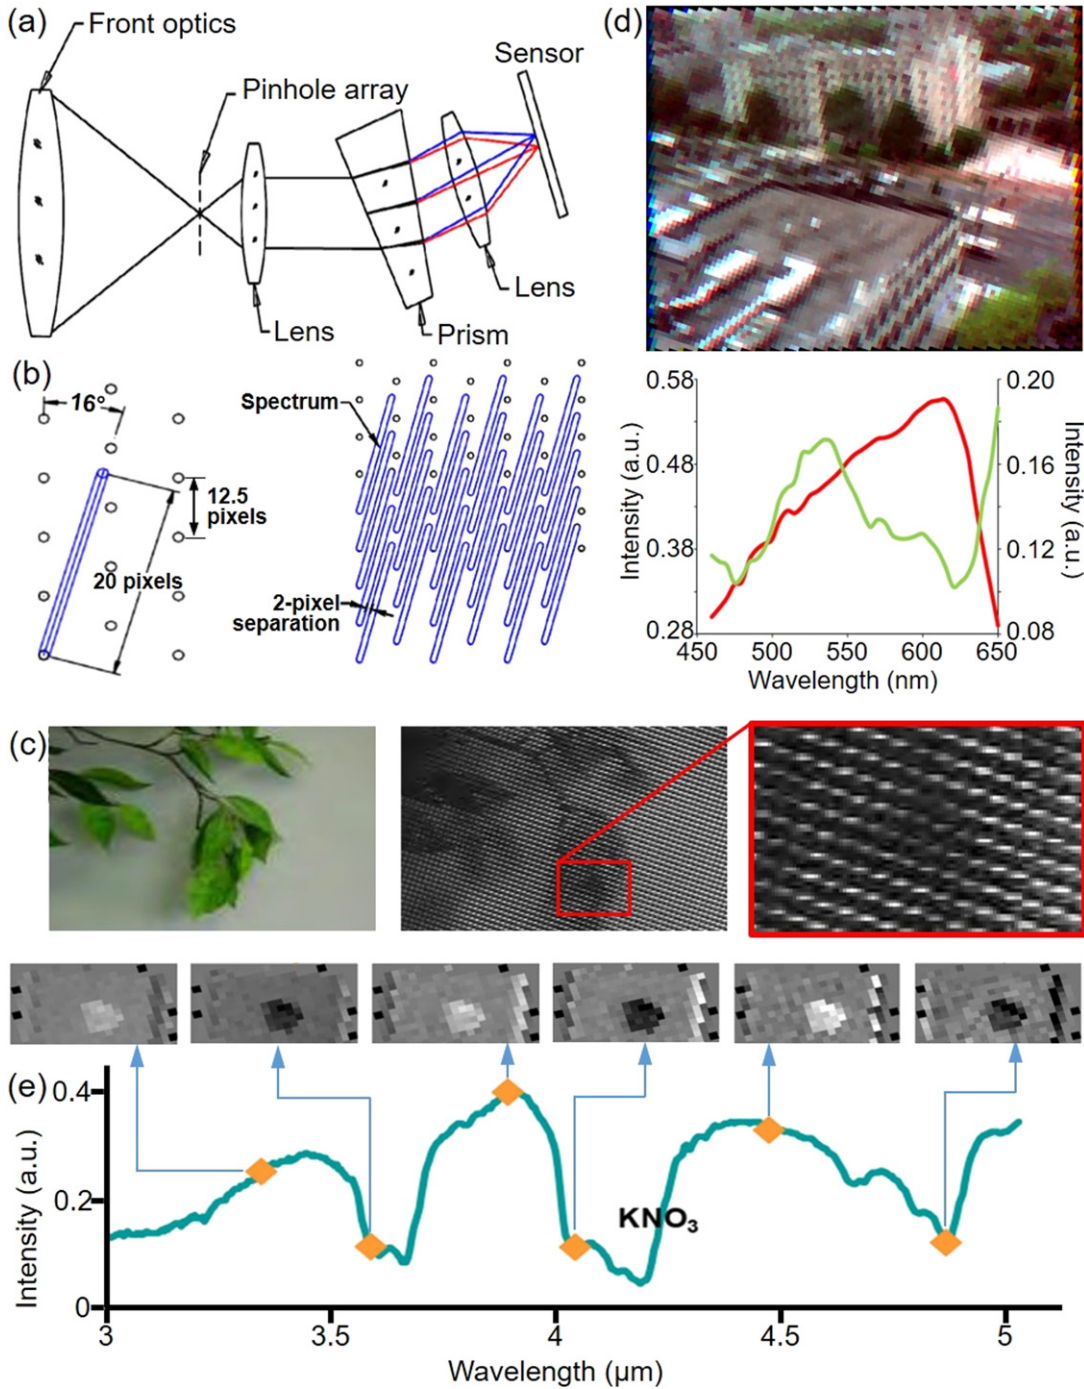 (a)
Front optics
Pinhole array
Sensor
Lens
Prism
Lens
(b)
16°
12.5
pixels
20 pixels
Spectrum
2-pixel
separation
(c)
(d)
0.58
0.48
0.38
0.28
Intensity (a.u.)
0.20
0.16
0.12
0.08
Intensity (a.u.)
450
500
550
600
650
Wavelength (nm)
(e)
0.4
0.2
0
Intensity (a.u.)
KNO₃
3
3.5
4
4.5
5
Wavelength (μm)